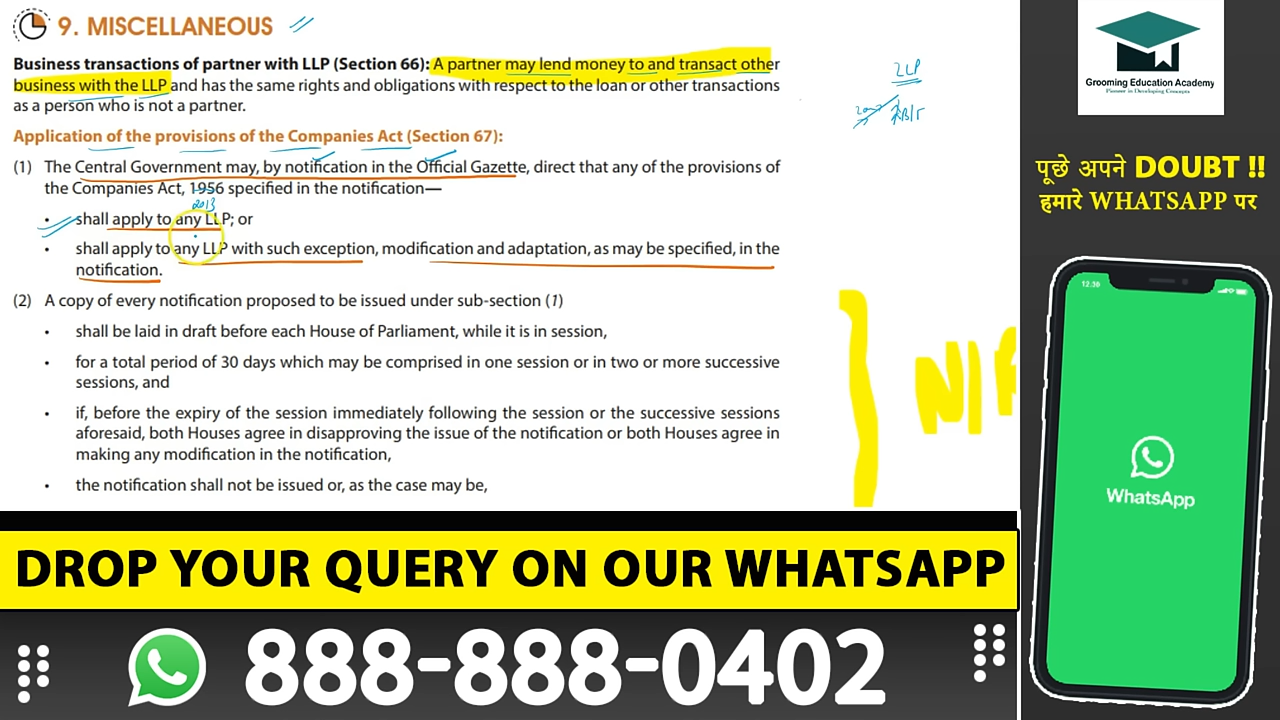 9. MISCELLANEOUS
Business transactions of partner with LLP (Section 66): A partner may lend money to and transact other
business with the LLP and has the same rights and obligations with respect to the loan or other transactions
as a person who is not a partner.
Application of the provisions of the Companies Act (Section 67):
(1) The Central Government may, by notification in the Official Gazette, direct that any of the provisions of
the Companies Act, 1956 specified in the notification—
2013
• shall apply to any LLP; or
• shall apply to any LLP with such exception, modification and adaptation, as may be specified, in the
notification.
(2) A copy of every notification proposed to be issued under sub-section (1)
• shall be laid in draft before each House of Parliament, while it is in session,
• for a total period of 30 days which may be comprised in one session or in two or more successive
sessions, and
• if, before the expiry of the session immediately following the session or the successive sessions
aforesaid, both Houses agree in disapproving the issue of the notification or both Houses agree in
making any modification in the notification,
• the notification shall not be issued or, as the case may be,
LLP
Grooming Education Academy
Pioneer in Developing Concepts
पूछे अपने DOUBT !!
हमारे WHATSAPP पर
12:30
WhatsApp
DROP YOUR QUERY ON OUR WHATSAPP
888-888-0402